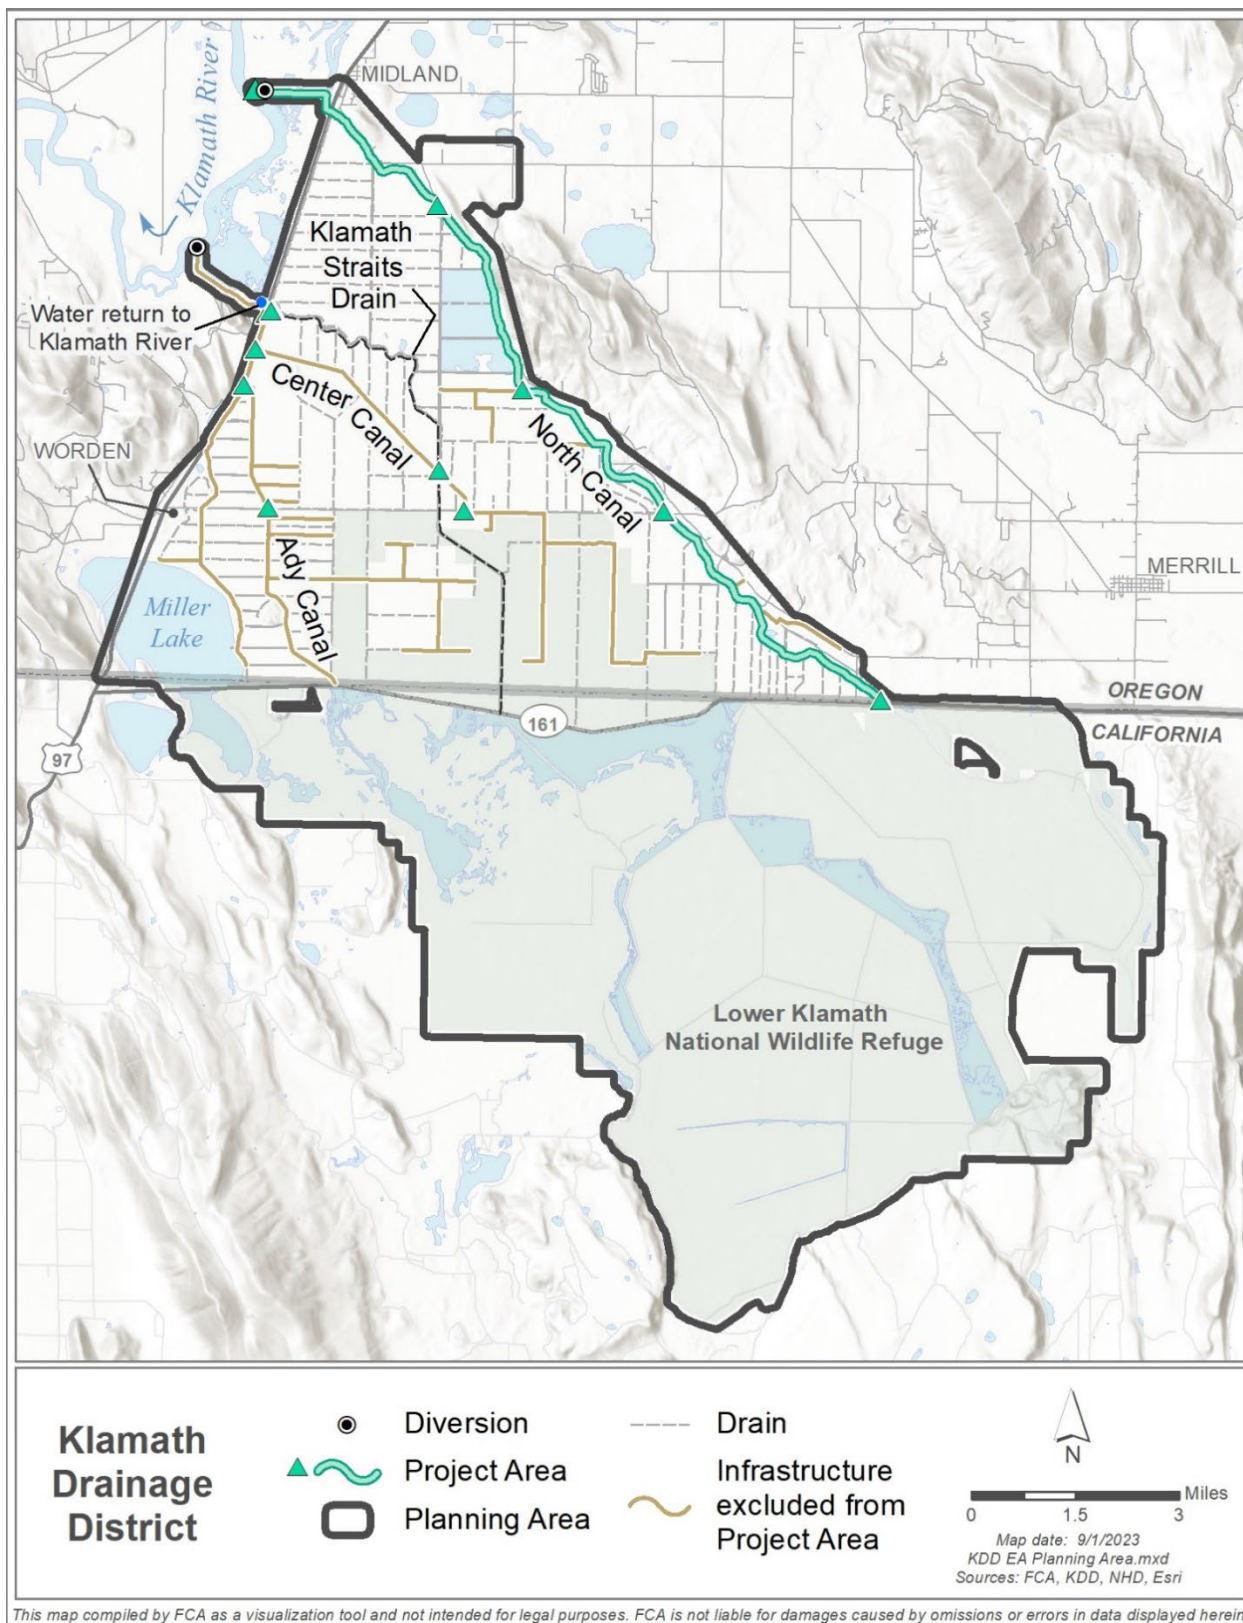 MIDLAND
Klamath River
Klamath
Straits
Drain
Water return to
Klamath River
Center Canal
North Canal
WORDEN
Ady Canal
MERRILL
Miller
Lake
OREGON
CALIFORNIA
161
97
Lower Klamath
National Wildlife Refuge
Klamath
Drainage
District
Diversion
Project Area
Planning Area
Drain
Infrastructure
excluded from
Project Area
N
Miles
0 1.5 3
Map date: 9/1/2023
KDD EA Planning Area.mxd
Sources: FCA, KDD, NHD, Esri
This map compiled by FCA as a visualization tool and not intended for legal purposes. FCA is not liable for damages caused by omissions or errors in data displayed herein